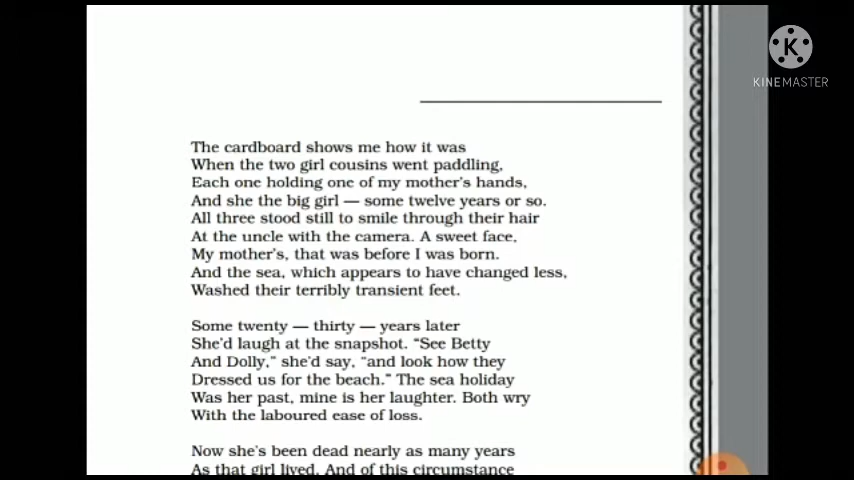 KINEMASTER
The cardboard shows me how it was
When the two girl cousins went paddling,
Each one holding one of my mother's hands,
And she the big girl — some twelve years or so.
All three stood still to smile through their hair
At the uncle with the camera. A sweet face,
My mother's, that was before I was born.
And the sea, which appears to have changed less,
Washed their terribly transient feet.
Some twenty — thirty — years later
She'd laugh at the snapshot. “See Betty
And Dolly,” she'd say, “and look how they
Dressed us for the beach.” The sea holiday
Was her past, mine is her laughter. Both wry
With the laboured ease of loss.
Now she's been dead nearly as many years
As that girl lived. And of this circumstance